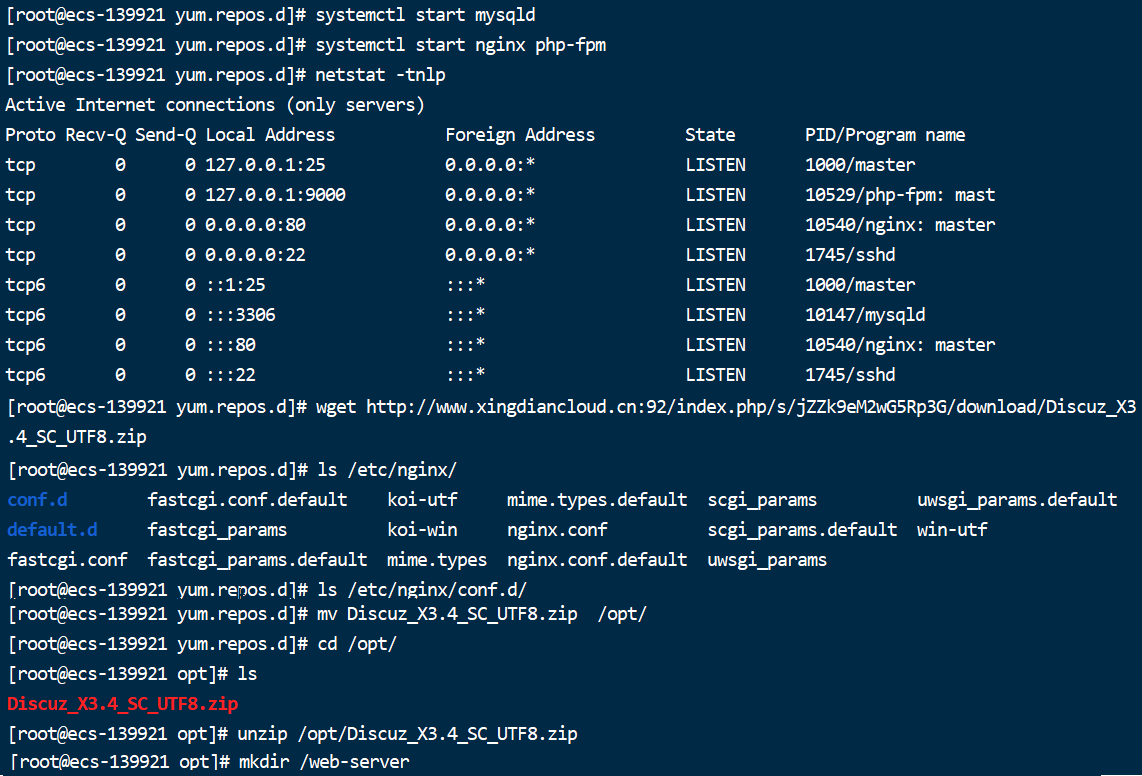 [root@ecs-139921 yum.repos.d]# systemctl start mysqld
[root@ecs-139921 yum.repos.d]# systemctl start nginx php-fpm
[root@ecs-139921 yum.repos.d]# netstat -tnlp
Active Internet connections (only servers)
Proto Recv-Q Send-Q Local Address           Foreign Address         State       PID/Program name
tcp        0      0 127.0.0.1:25            0.0.0.0:*               LISTEN      1000/master
tcp        0      0 127.0.0.1:9000          0.0.0.0:*               LISTEN      10529/php-fpm: mast
tcp        0      0 0.0.0.0:80              0.0.0.0:*               LISTEN      10540/nginx: master
tcp        0      0 0.0.0.0:22              0.0.0.0:*               LISTEN      1745/sshd
tcp6       0      0 ::1:25                  :::*                    LISTEN      1000/master
tcp6       0      0 :::3306                 :::*                    LISTEN      10147/mysqld
tcp6       0      0 :::80                   :::*                    LISTEN      10540/nginx: master
tcp6       0      0 :::22                   :::*                    LISTEN      1745/sshd
[root@ecs-139921 yum.repos.d]# wget http://www.xingdiancloud.cn:92/index.php/s/jZZk9eM2wG5Rp3G/download/Discuz_X3
.4_SC_UTF8.zip
[root@ecs-139921 yum.repos.d]# ls /etc/nginx/
conf.d        fastcgi.conf.default    koi-utf     mime.types.default  scgi_params          uwsgi_params.default
default.d     fastcgi_params          koi-win     nginx.conf          scgi_params.default  win-utf
fastcgi.conf  fastcgi_params.default  mime.types  nginx.conf.default  uwsgi_params
[root@ecs-139921 yum.repos.d]# ls /etc/nginx/conf.d/
[root@ecs-139921 yum.repos.d]# mv Discuz_X3.4_SC_UTF8.zip  /opt/
[root@ecs-139921 yum.repos.d]# cd /opt/
[root@ecs-139921 opt]# ls
Discuz_X3.4_SC_UTF8.zip
[root@ecs-139921 opt]# unzip /opt/Discuz_X3.4_SC_UTF8.zip
[root@ecs-139921 opt]# mkdir /web-server